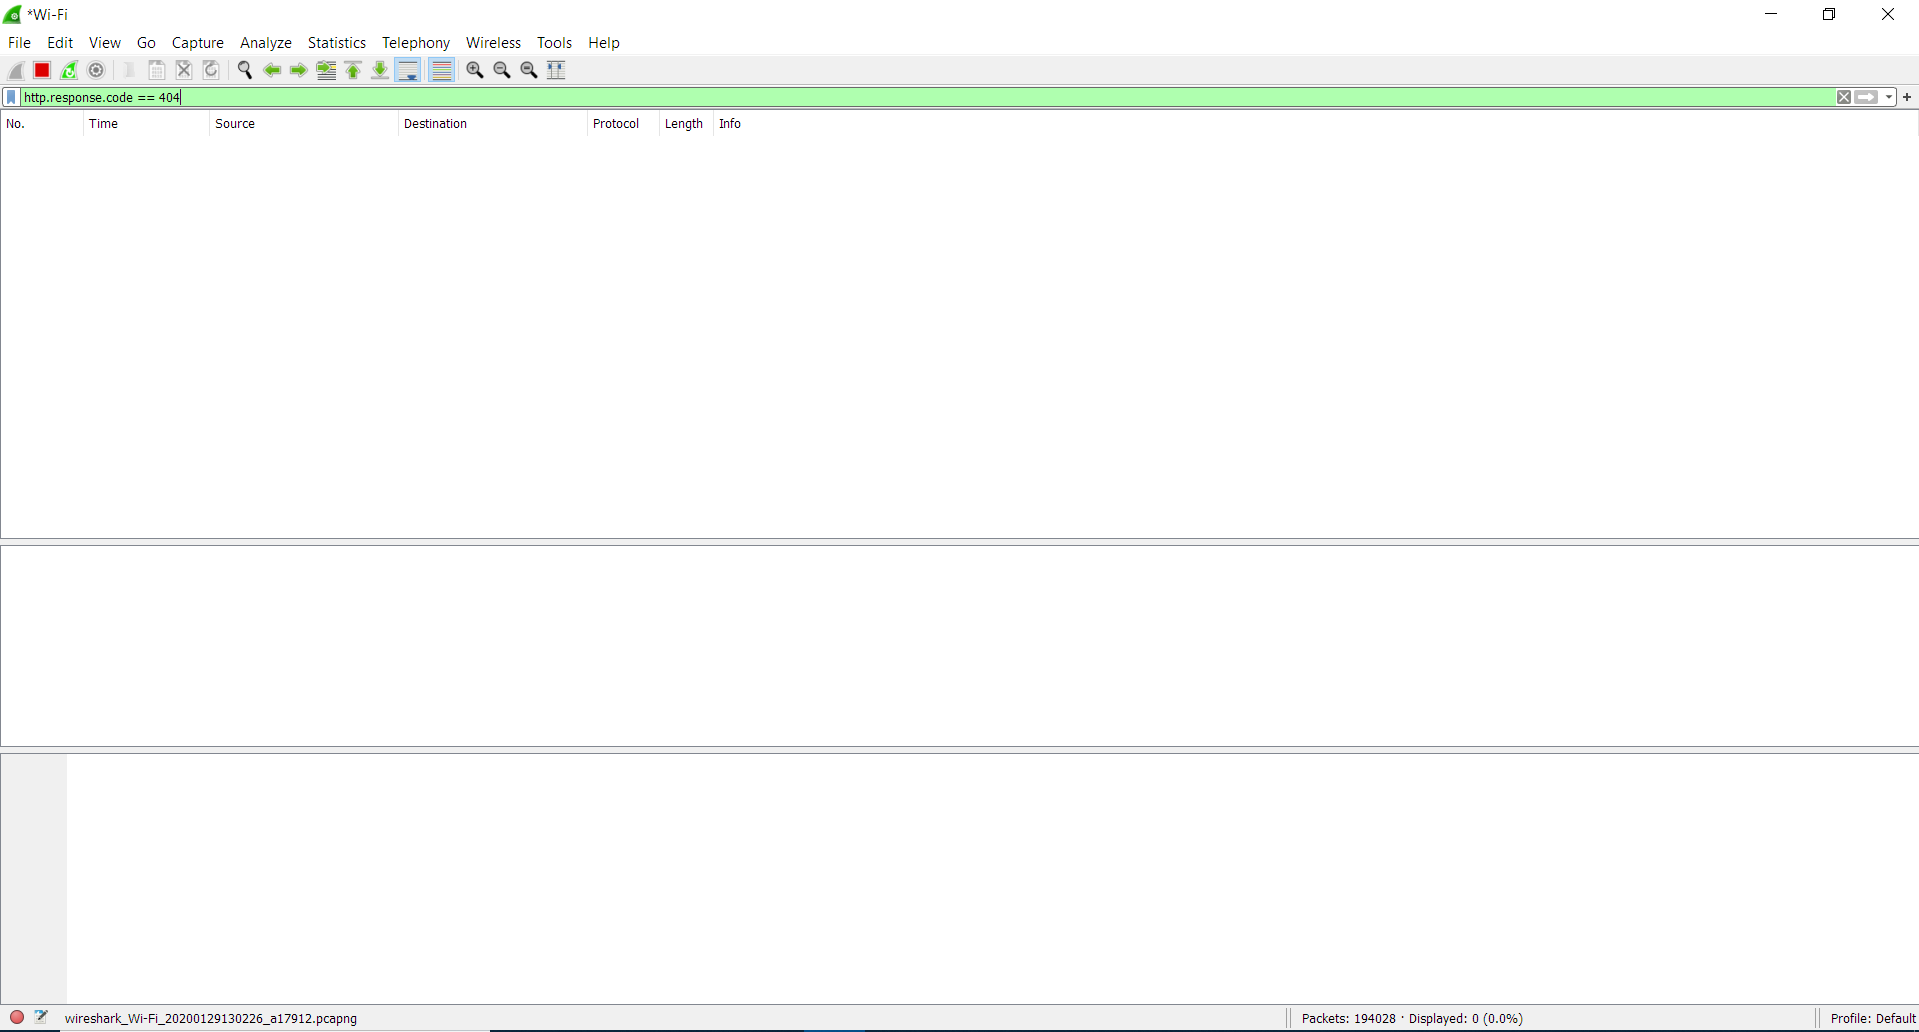 *Wi-Fi
File Edit View Go Capture Analyze Statistics Telephony Wireless Tools Help
http.response.code == 404
No. Time Source Destination Protocol Length Info
wireshark_Wi-Fi_20200129130226_a17912.pcapng Packets: 194028 · Displayed: 0 (0.0%) Profile: Default